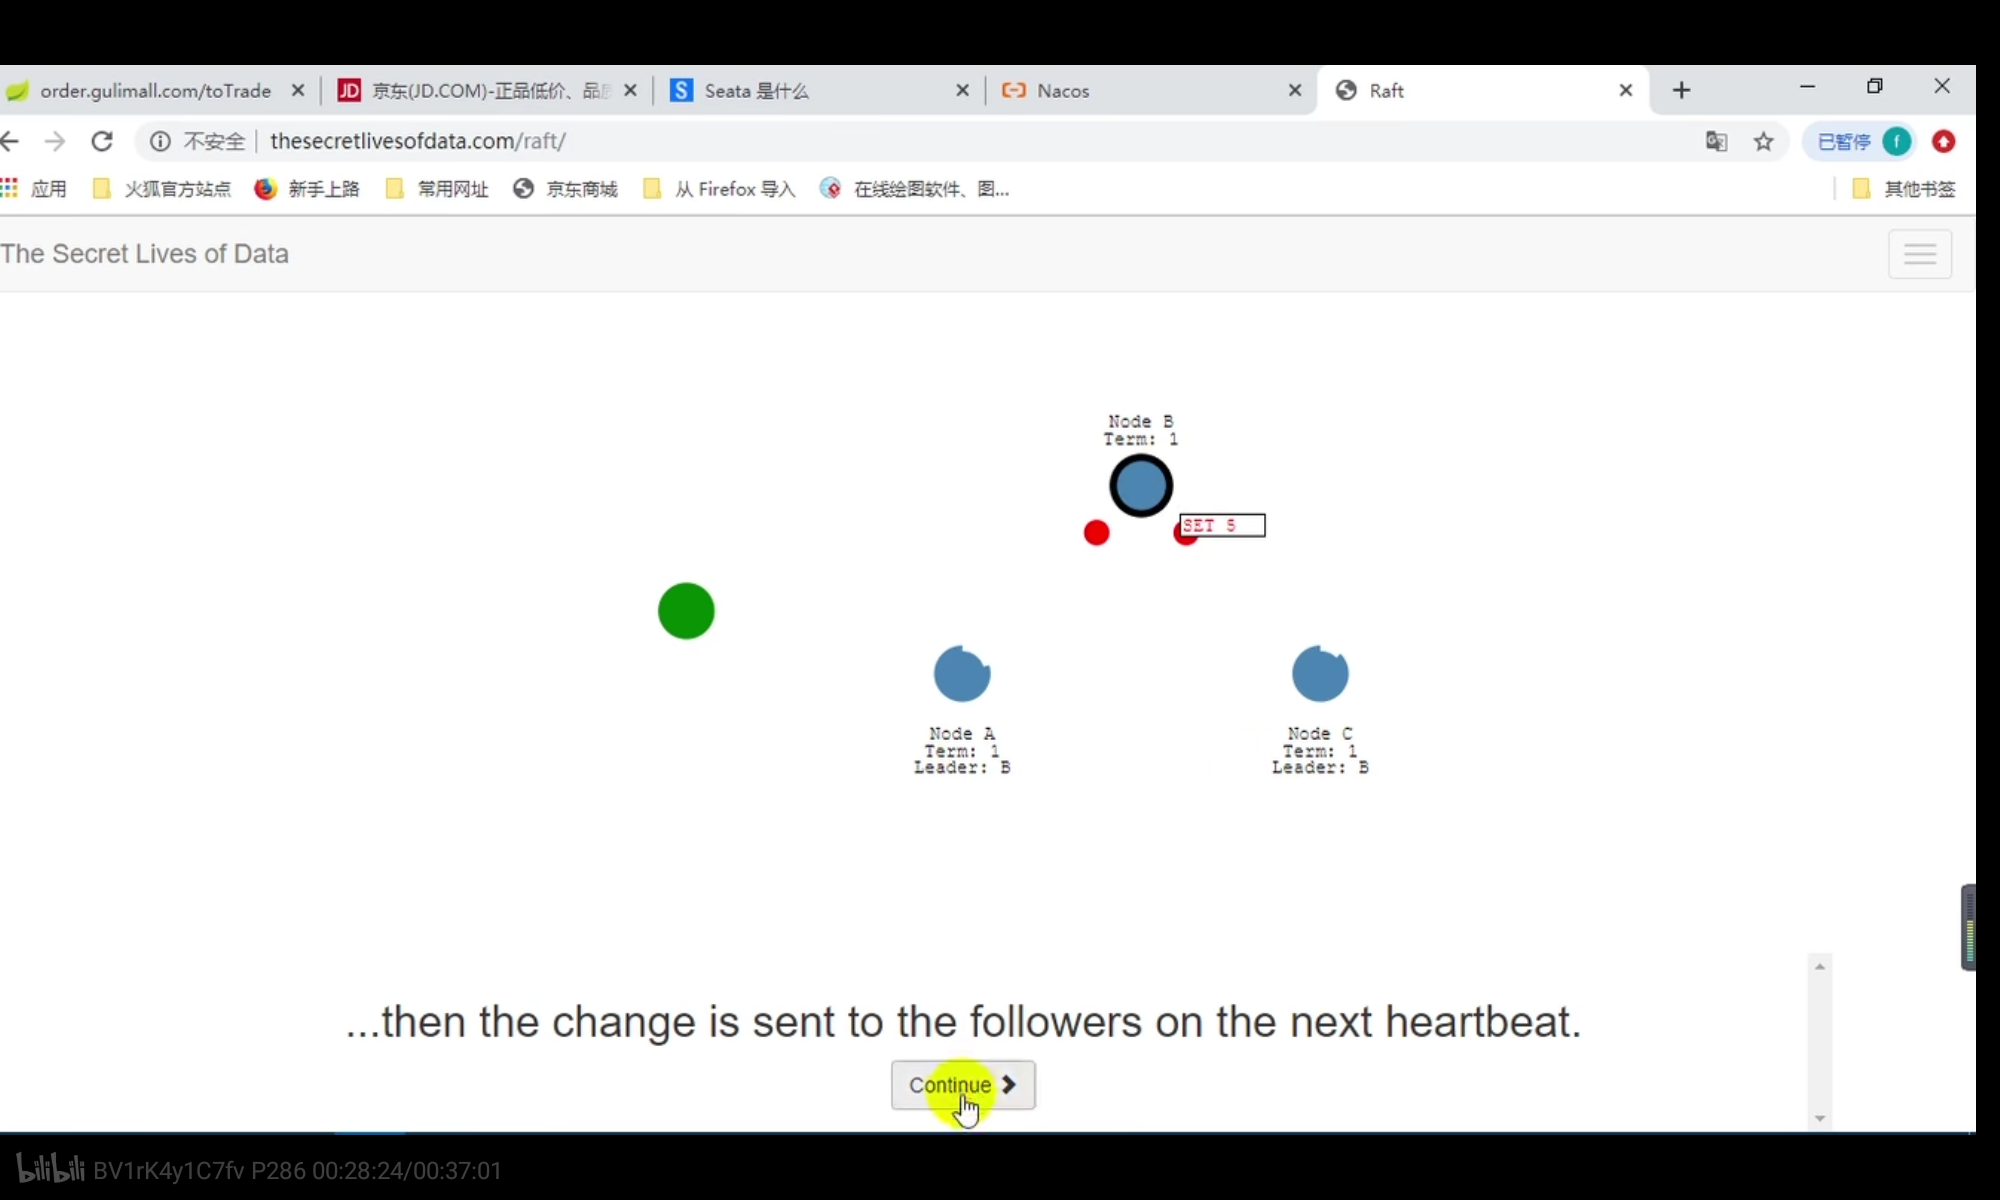 order.gulimall.com/toTrade
JD 京东(JD.COM)-正品低价、品
S Seata 是什么
Nacos
Raft
不安全 thesecretlivesofdata.com/raft/
已暂停 f
应用 火狐官方站点 新手上路 常用网址 京东商城 从 Firefox 导入 在线绘图软件、图... 其他书签
The Secret Lives of Data
Node B
Term: 1
SET 5
Node A
Term: 1
Leader: B
Node C
Term: 1
Leader: B
...then the change is sent to the followers on the next heartbeat.
Continue
bilibili BV1rK4y1C7fv P286 00:28:24/00:37:01